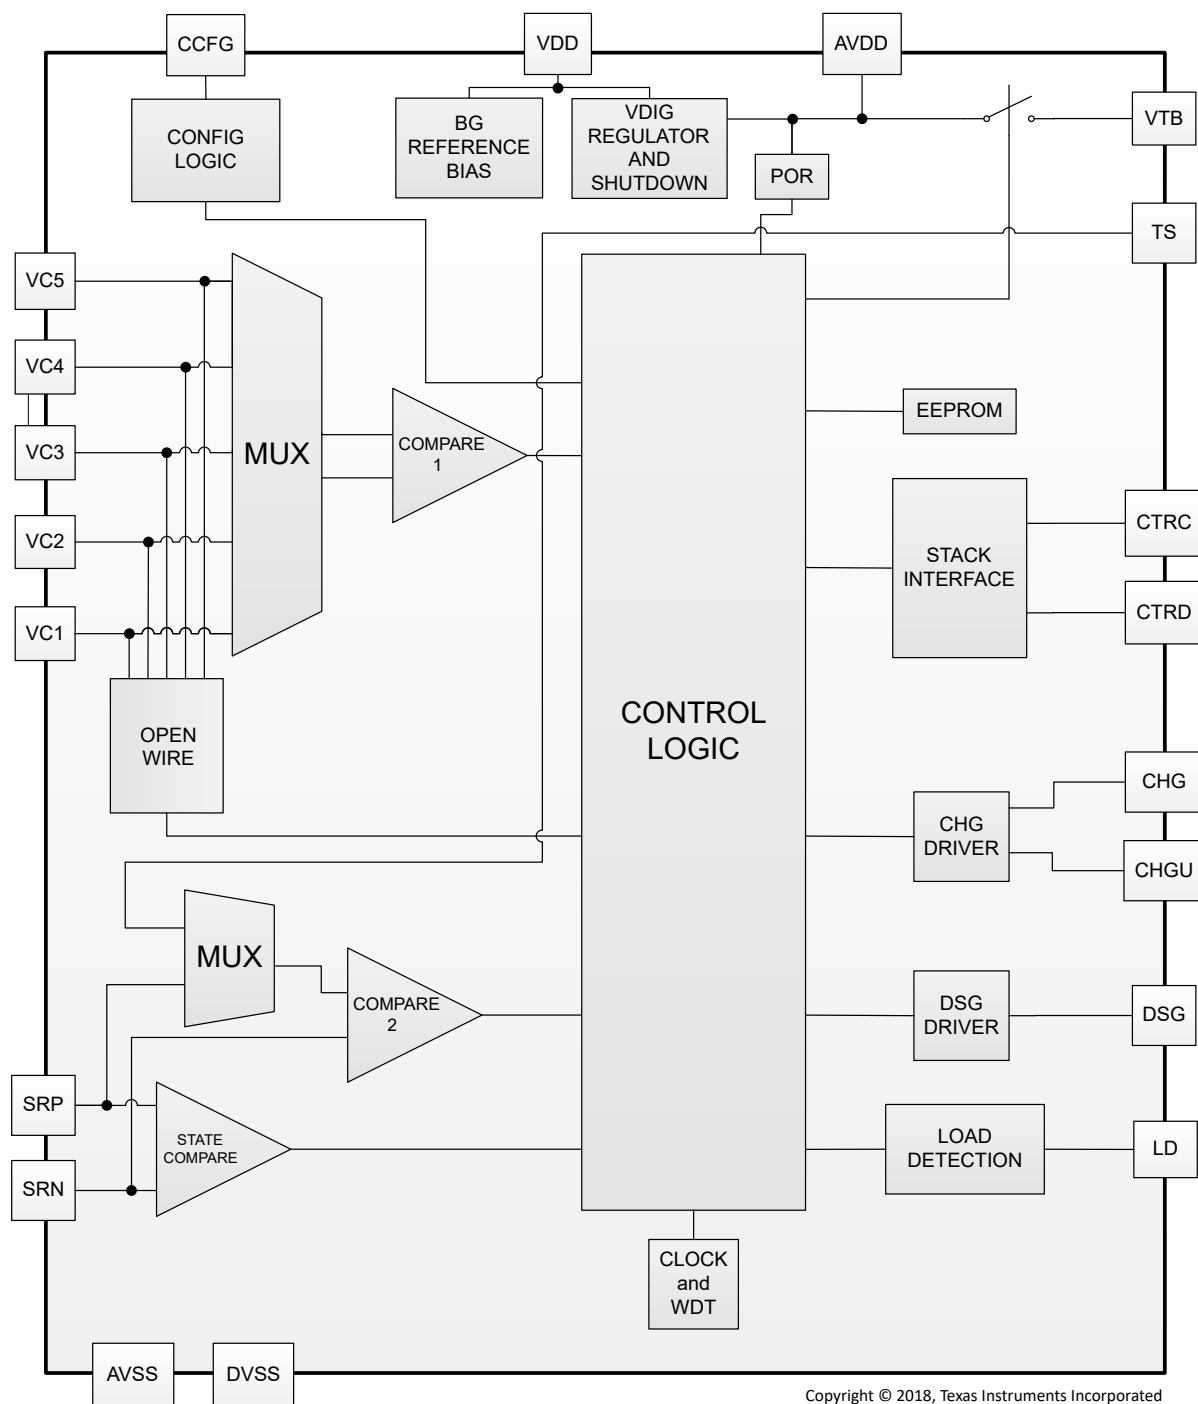 CCFG
VDD
AVDD
CONFIG
LOGIC
BG
REFERENCE
BIAS
VDIG
REGULATOR
AND
SHUTDOWN
POR
VTB
TS
VC5
VC4
VC3
VC2
VC1
MUX
COMPARE
1
EEPROM
STACK
INTERFACE
CTRC
CTRD
OPEN
WIRE
CONTROL
LOGIC
CHG
DRIVER
CHG
CHGU
MUX
COMPARE
2
DSG
DRIVER
DSG
SRP
SRN
STATE
COMPARE
LOAD
DETECTION
LD
CLOCK
and
WDT
AVSS
DVSS
Copyright © 2018, Texas Instruments Incorporated